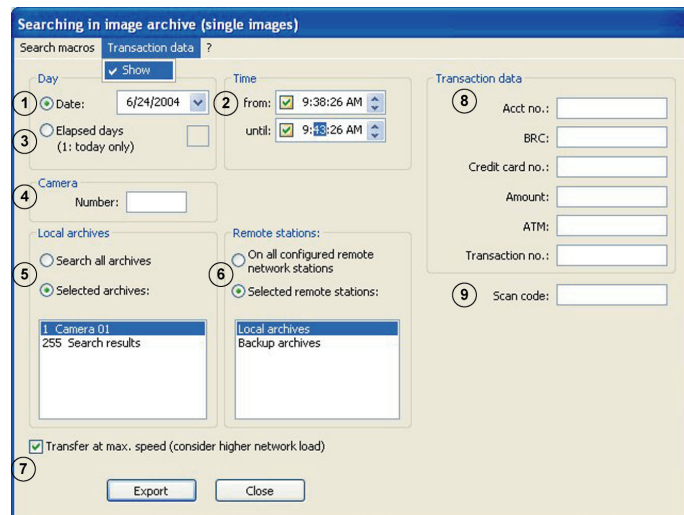 Searching in image archive (single images)
Search macros Transaction data ?
Show
Day
1 Date: 6/24/2004
3 Elapsed days
(1: today only)
Time
2 from: 9:38:26 AM
until: 9:43:26 AM
Transaction data
8 Acct no.:
BRC:
Credit card no.:
Amount:
ATM:
Transaction no.:
9 Scan code:
Camera
4 Number:
Local archives
Search all archives
5
Selected archives:
1 Camera 01
255 Search results
Remote stations:
On all configured remote
network stations
6
Selected remote stations:
Local archives
Backup archives
Transfer at max. speed (consider higher network load)
7
Export Close